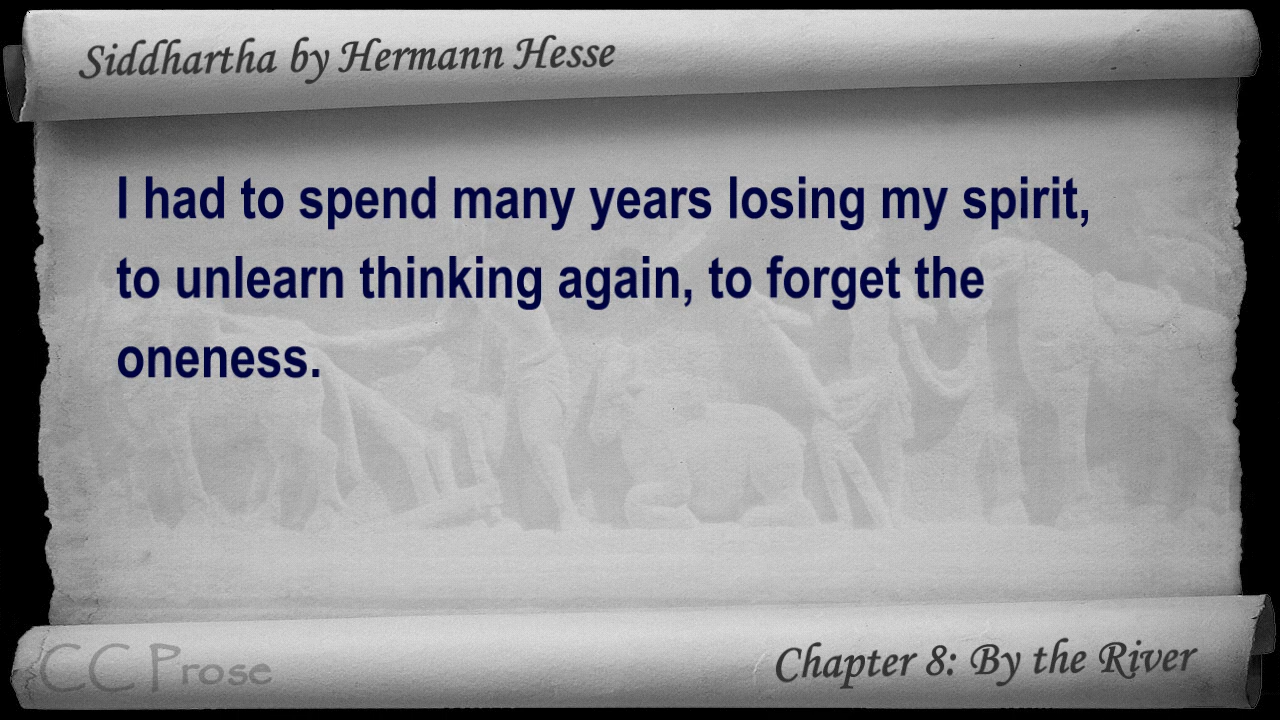 Siddhartha by Hermann Hesse
I had to spend many years losing my spirit,
to unlearn thinking again, to forget the
oneness.
CC Prose
Chapter 8: By the River